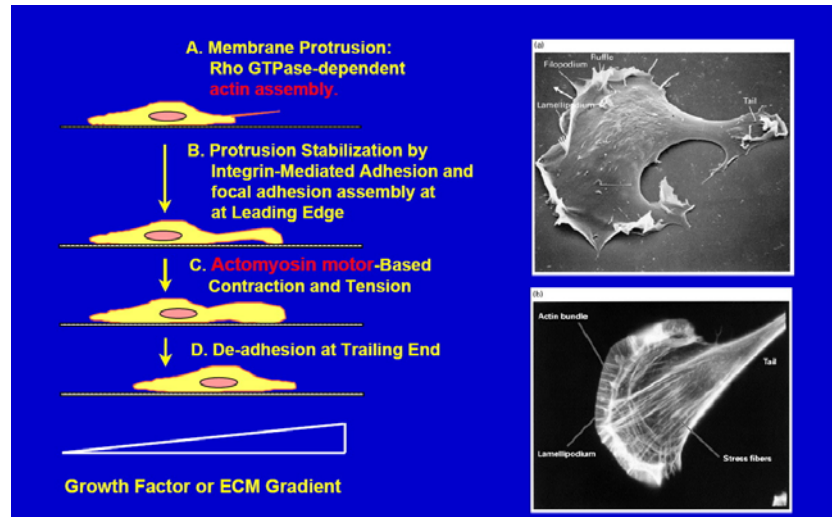 A. Membrane Protrusion:
Rho GTPase-dependent
actin assembly.
B. Protrusion Stabilization by
Integrin-Mediated Adhesion and
focal adhesion assembly at
at Leading Edge
C. Actomyosin motor-Based
Contraction and Tension
D. De-adhesion at Trailing End
Growth Factor or ECM Gradient
(a)
Ruffle
Filopodium
Lamellipodium
Tail
(b)
Actin bundle
Tail
Lamellipodium
Stress fibers